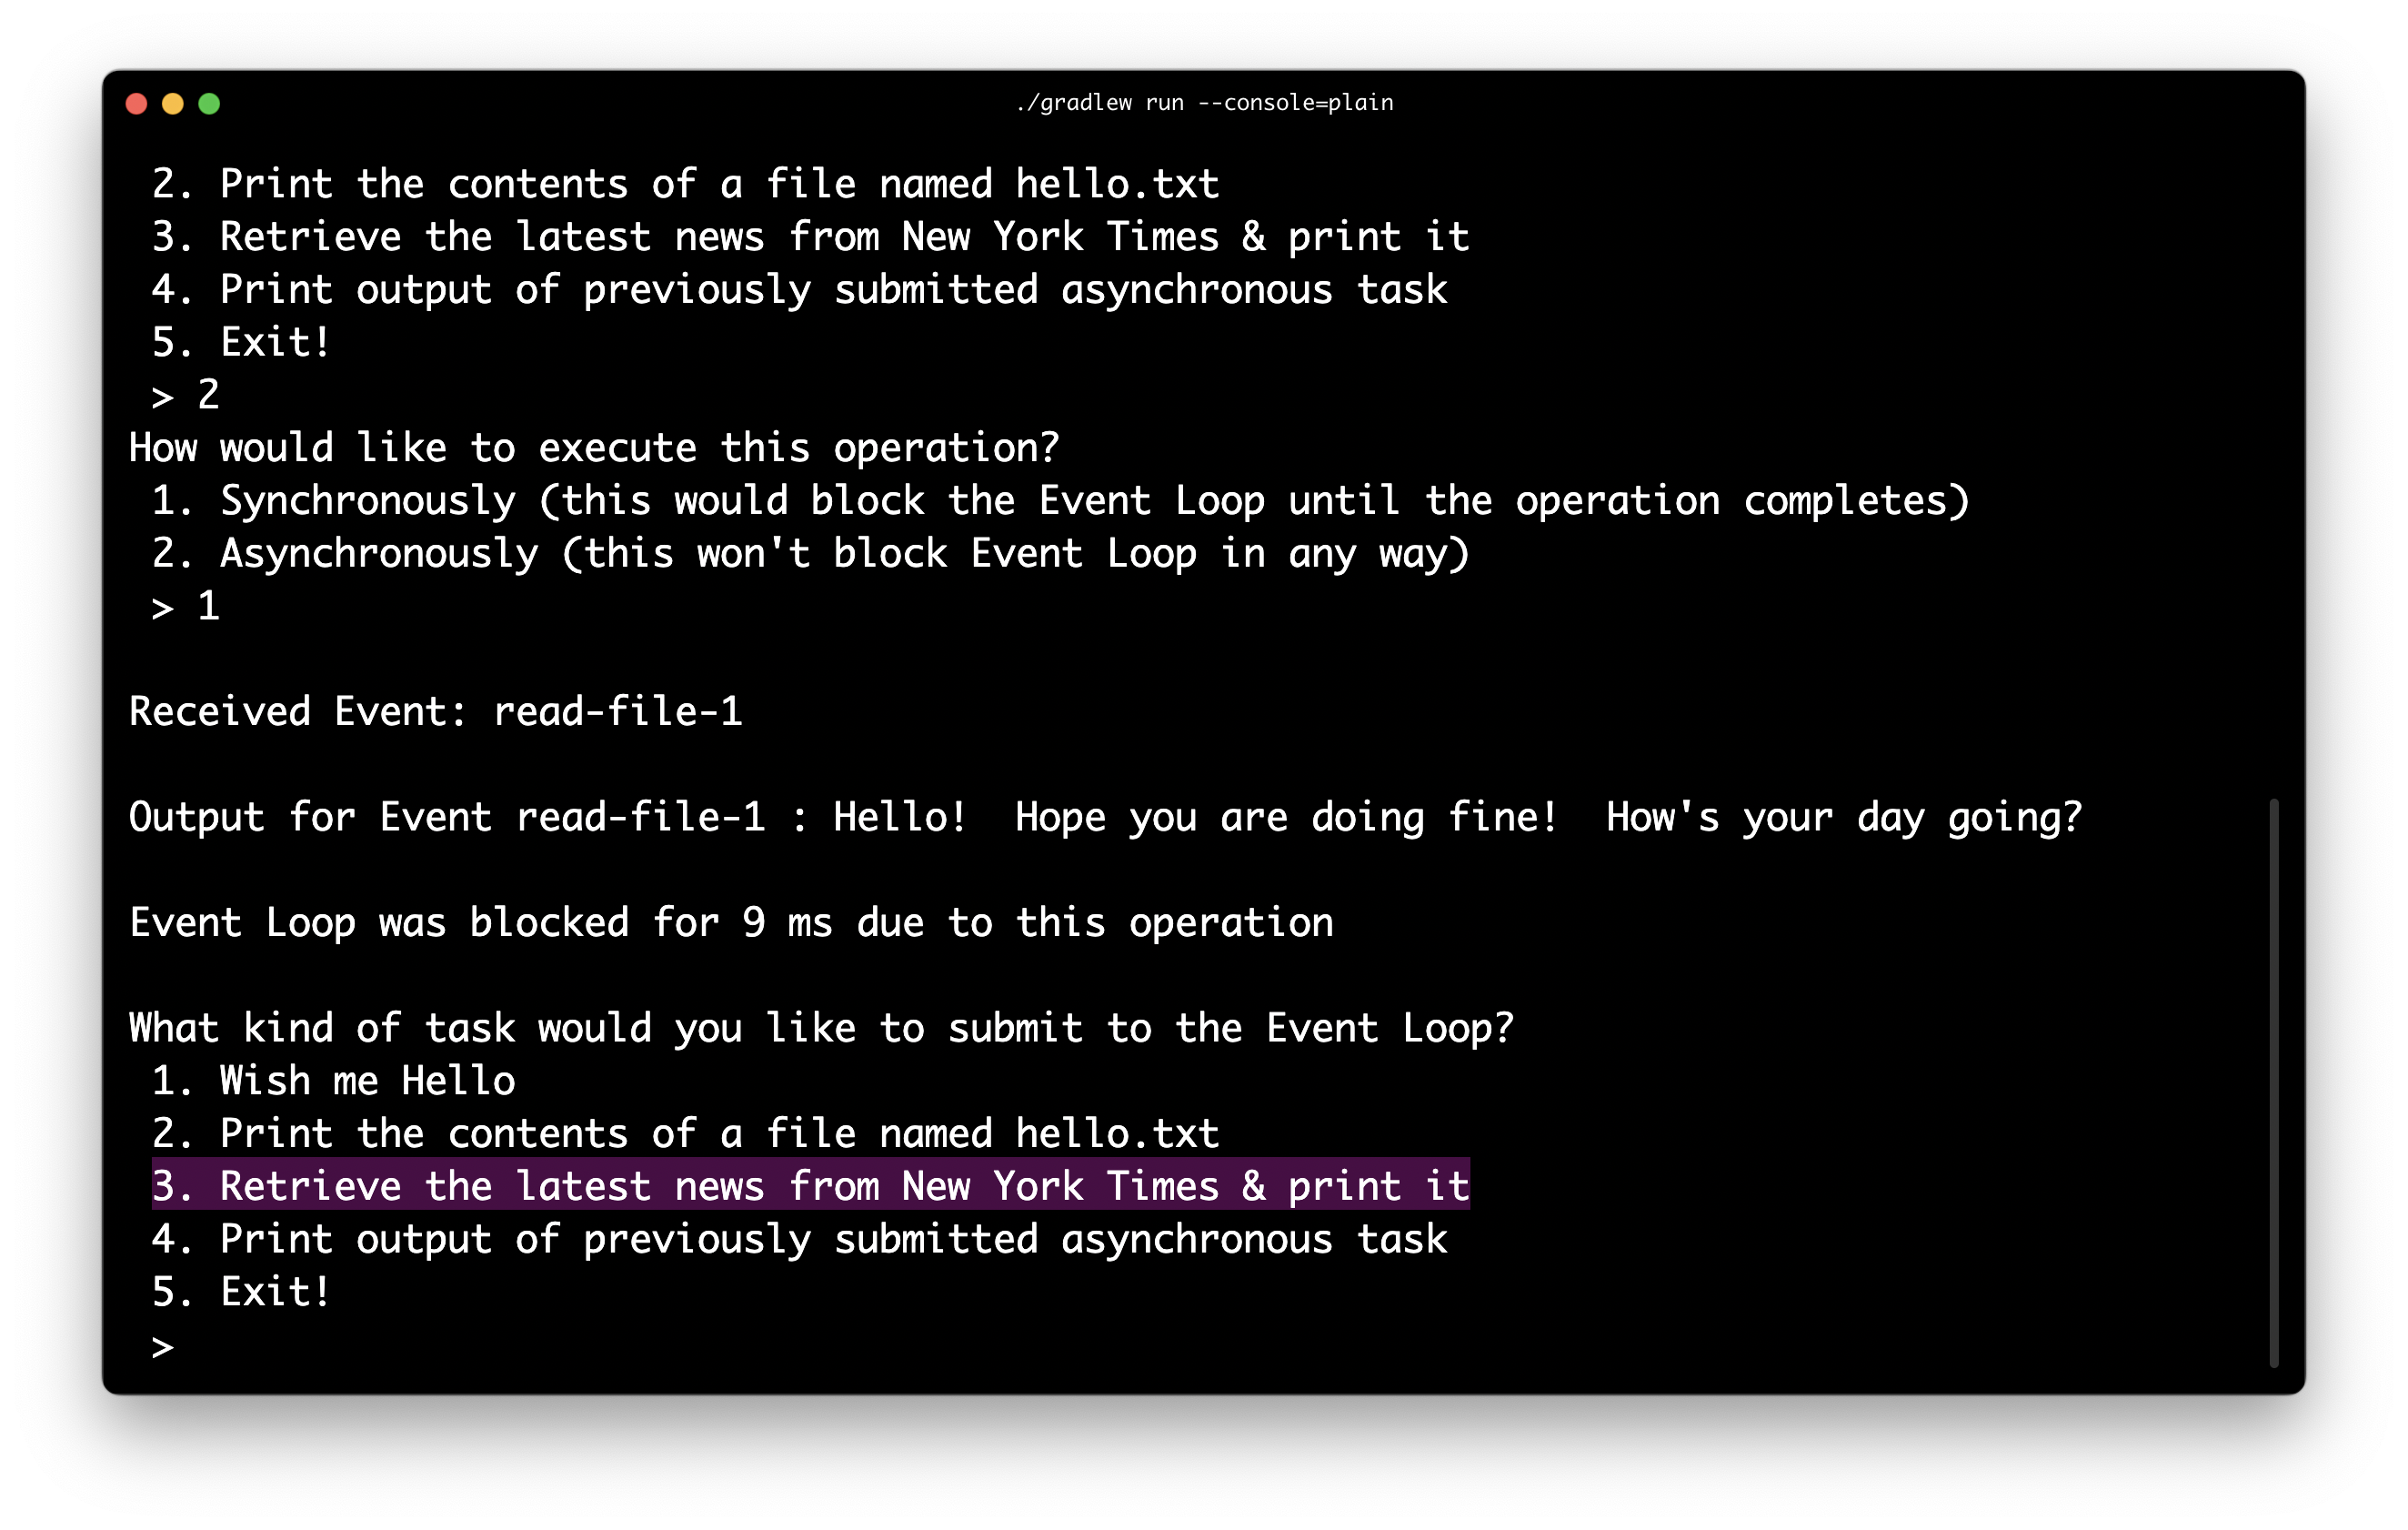 ./gradlew run --console=plain
2. Print the contents of a file named hello.txt
3. Retrieve the latest news from New York Times & print it
4. Print output of previously submitted asynchronous task
5. Exit!
> 2
How would like to execute this operation?
1. Synchronously (this would block the Event Loop until the operation completes)
2. Asynchronously (this won't block Event Loop in any way)
> 1
Received Event: read-file-1
Output for Event read-file-1 : Hello!  Hope you are doing fine!  How's your day going?
Event Loop was blocked for 9 ms due to this operation
What kind of task would you like to submit to the Event Loop?
1. Wish me Hello
2. Print the contents of a file named hello.txt
3. Retrieve the latest news from New York Times & print it
4. Print output of previously submitted asynchronous task
5. Exit!
>